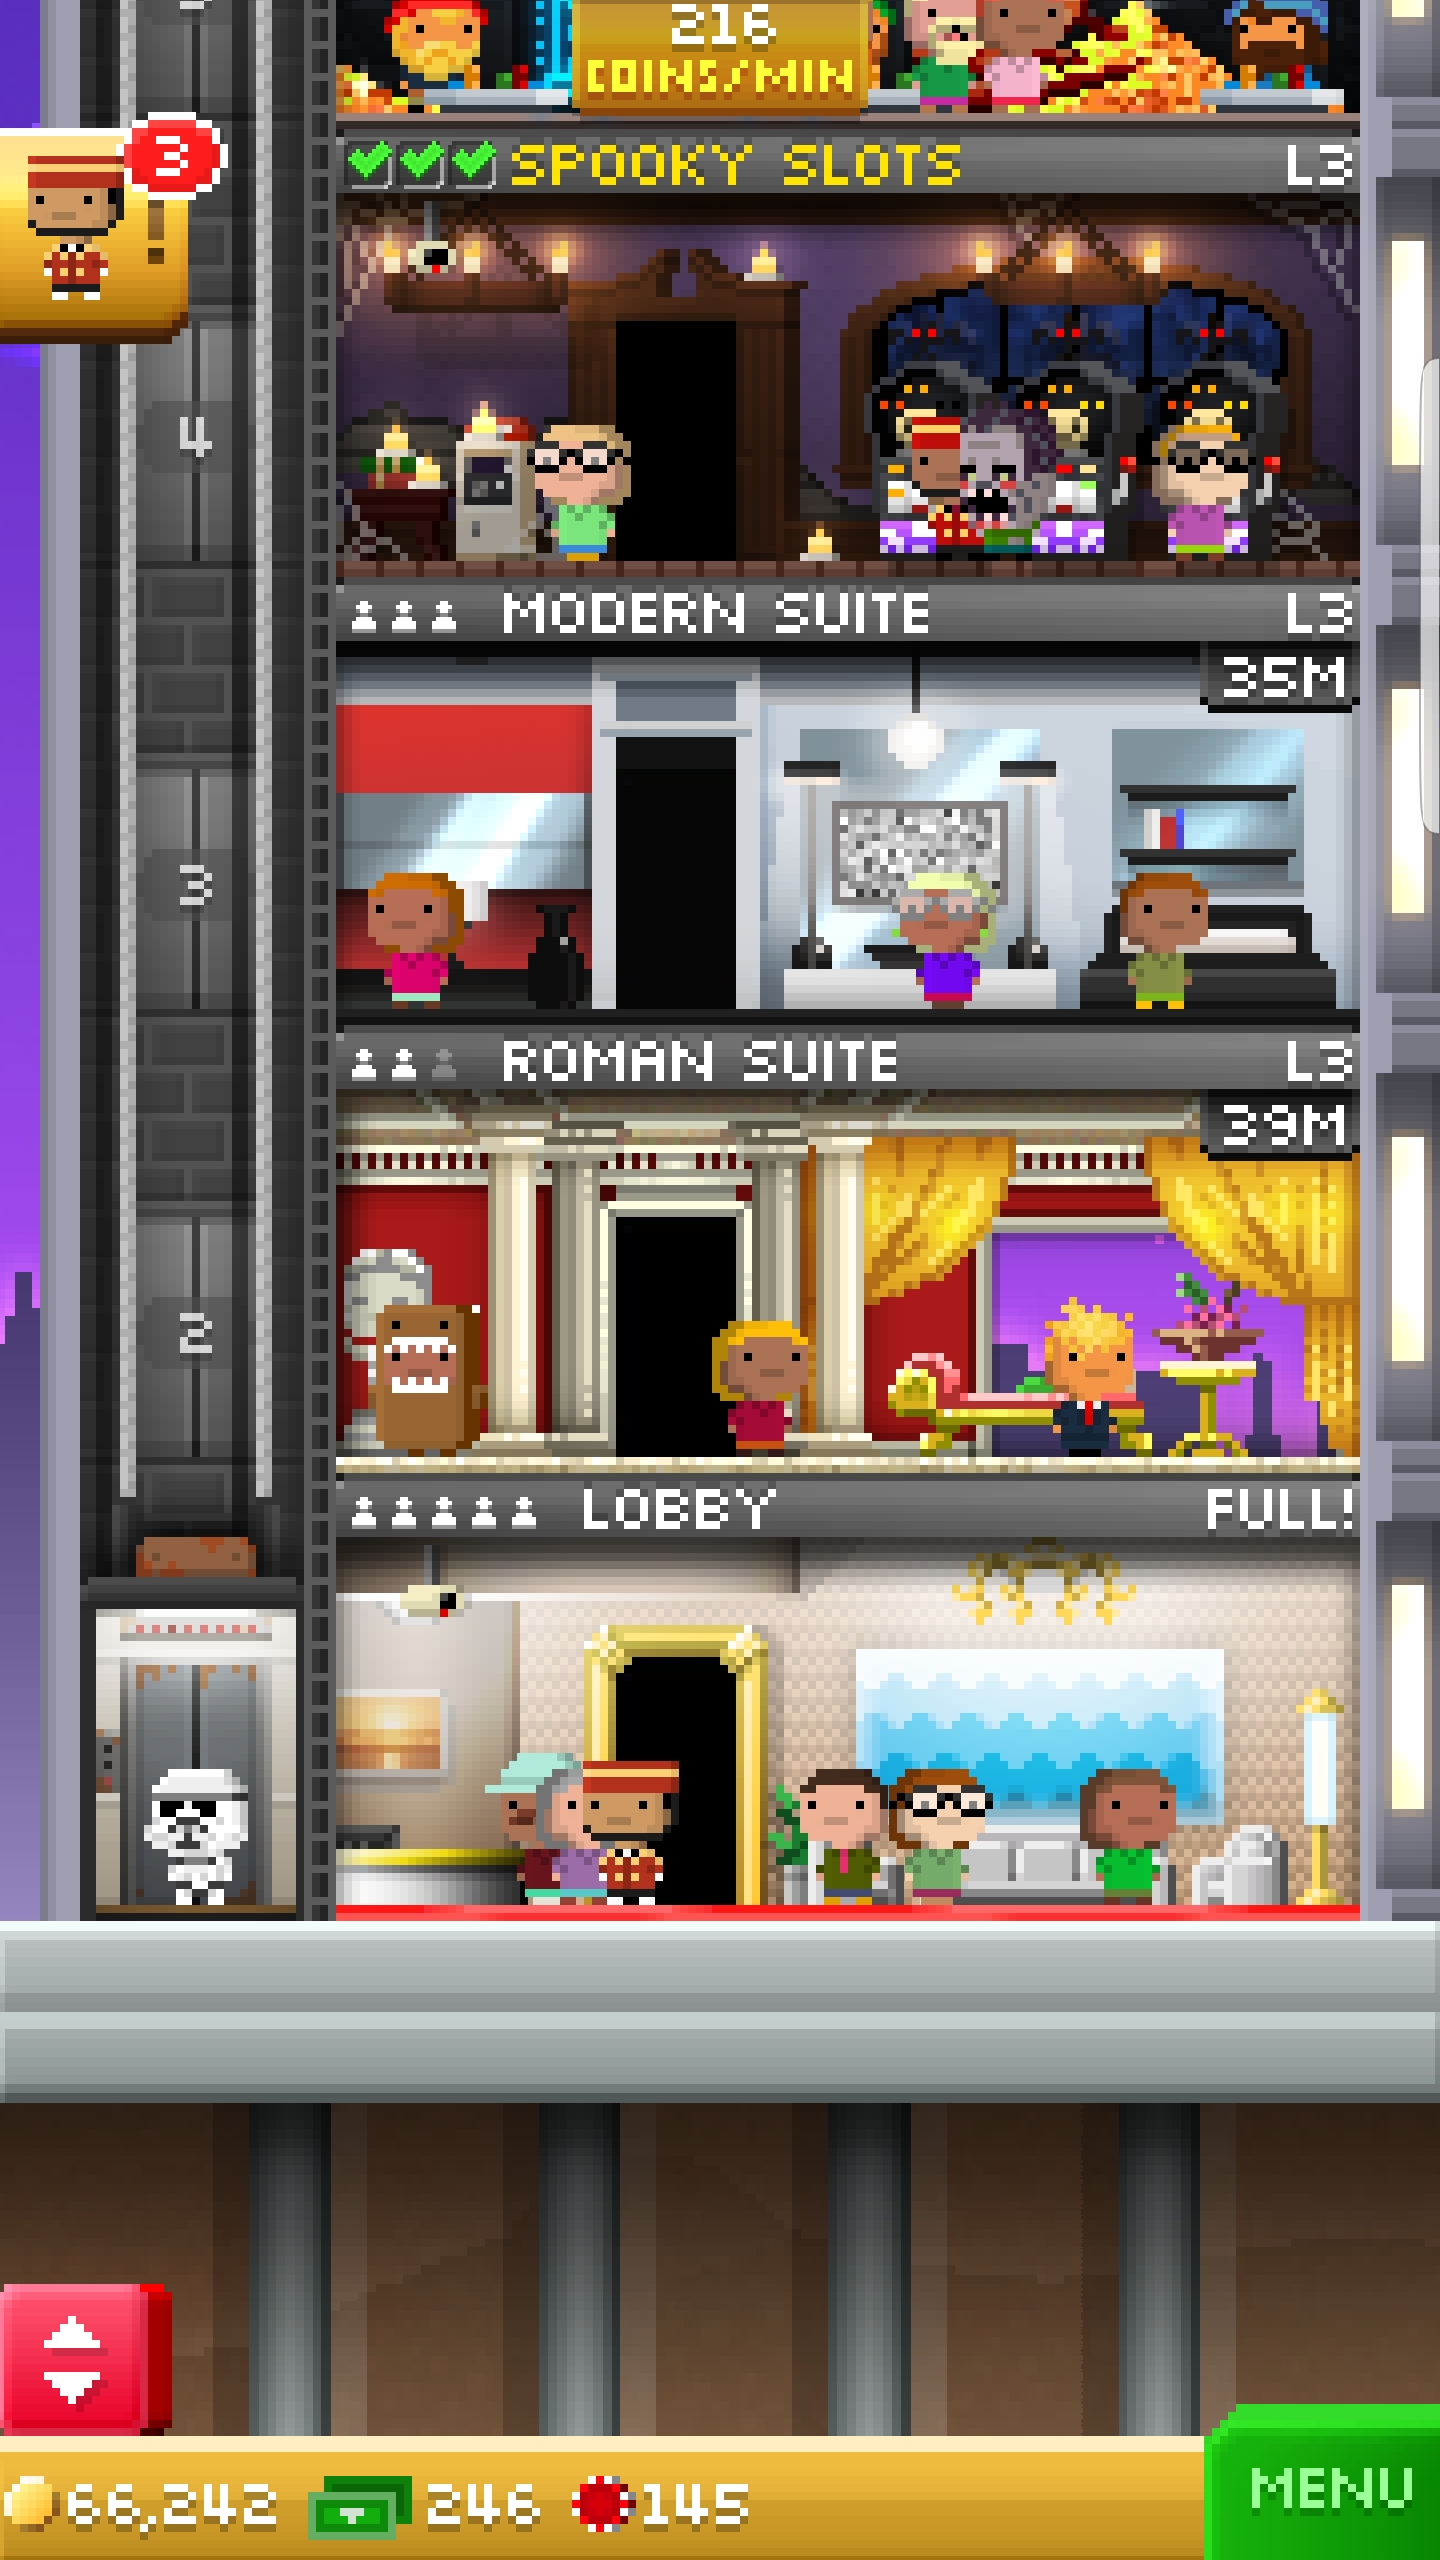 216
COINS/MIN
3
!
SPOOKY SLOTS L3
4
MODERN SUITE L3
35M
3
ROMAN SUITE L3
39M
2
LOBBY FULL!
66,242 246 145
MENU